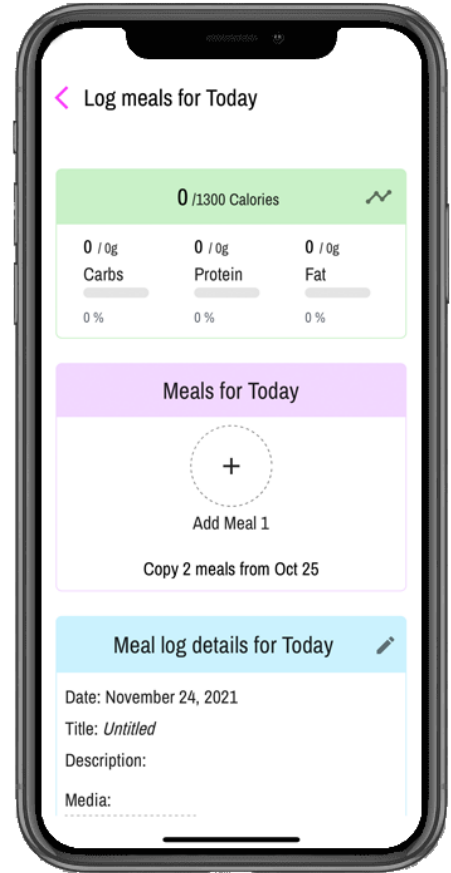 Log meals for Today
0 /1300 Calories
0 / 0g 0 / 0g 0 / 0g
Carbs Protein Fat
0 % 0 % 0 %
Meals for Today
+
Add Meal 1
Copy 2 meals from Oct 25
Meal log details for Today
Date: November 24, 2021
Title: Untitled
Description:
Media: